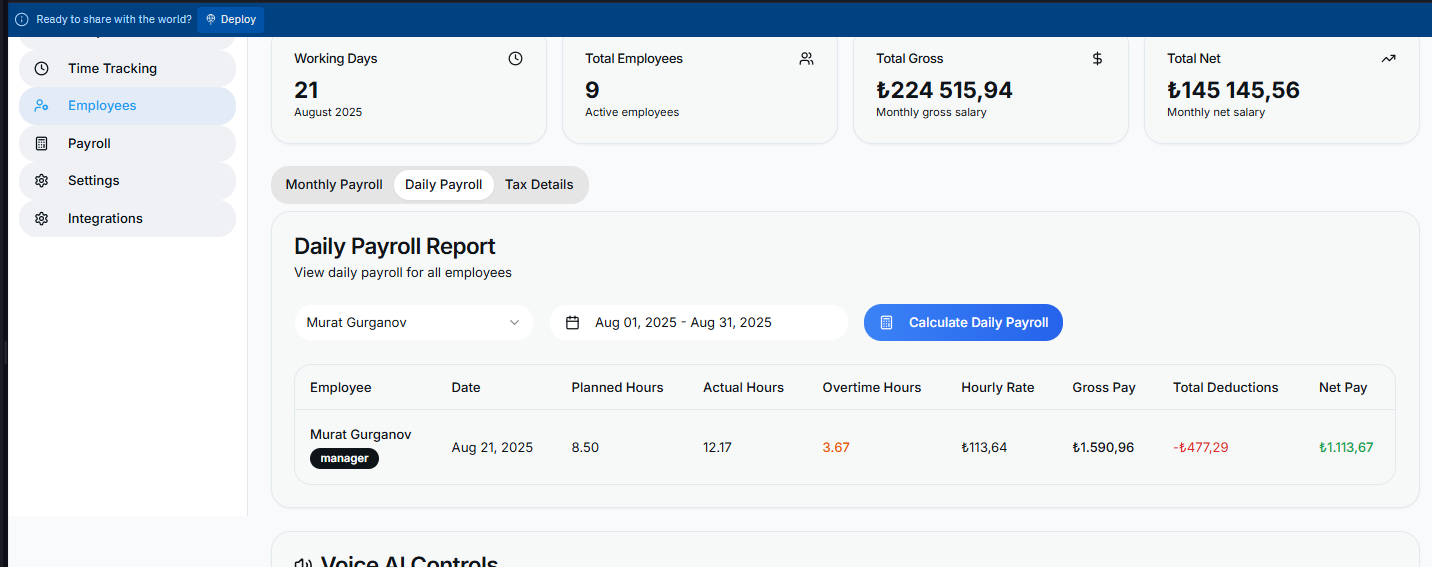 Ready to share with the world? Deploy
Time Tracking
Employees
Payroll
Settings
Integrations
Working Days
21
August 2025
Total Employees
9
Active employees
Total Gross
₺224 515,94
Monthly gross salary
Total Net
₺145 145,56
Monthly net salary
Monthly Payroll Daily Payroll Tax Details
Daily Payroll Report
View daily payroll for all employees
Murat Gurganov Aug 01, 2025 - Aug 31, 2025 Calculate Daily Payroll
Employee Date Planned Hours Actual Hours Overtime Hours Hourly Rate Gross Pay Total Deductions Net Pay
Murat Gurganov
manager
Aug 21, 2025 8.50 12.17 3.67 ₺113,64 ₺1.590,96 -₺477,29 ₺1.113,67
Voice AI Controls